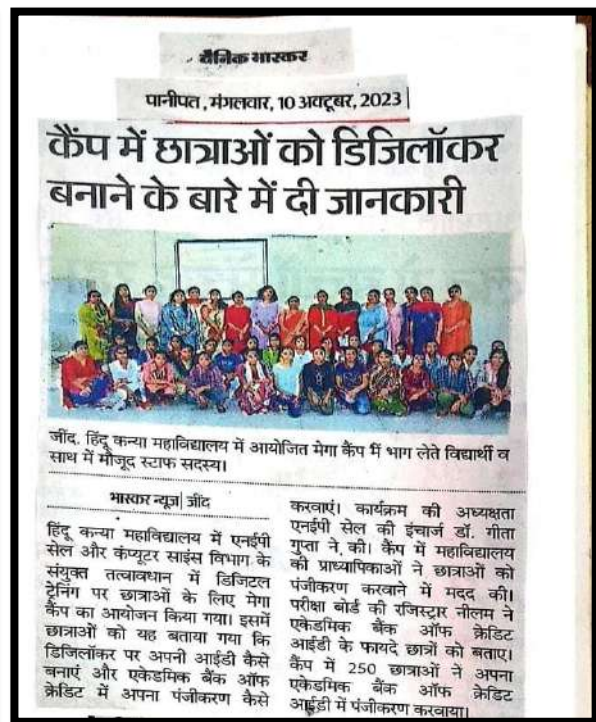 दैनिक भास्कर
पानीपत, मंगलवार, 10 अक्टूबर, 2023
कैंप में छात्राओं को डिजिलॉकर
बनाने के बारे में दी जानकारी
जींद. हिंदू कन्या महाविद्यालय में आयोजित मेगा कैंप में भाग लेते विद्यार्थी व
साथ में मौजूद स्टाफ सदस्य।
भास्कर न्यूज | जींद
हिंदू कन्या महाविद्यालय में एनईपी
सेल और कंप्यूटर साइंस विभाग के
संयुक्त तत्वावधान में डिजिटल
ट्रेनिंग पर छात्राओं के लिए मेगा
कैंप का आयोजन किया गया। इसमें
छात्राओं को यह बताया गया कि
डिजिलॉकर पर अपनी आईडी कैसे
बनाएं और एकेडमिक बैंक ऑफ
क्रेडिट में अपना पंजीकरण कैसे
करवाएं। कार्यक्रम की अध्यक्षता
एनईपी सेल की इंचार्ज डॉ. गीता
गुप्ता ने की। कैंप में महाविद्यालय
की प्राध्यापिकाओं ने छात्राओं को
पंजीकरण करवाने में मदद की।
परीक्षा बोर्ड की रजिस्ट्रार नीलम ने
एकेडमिक बैंक ऑफ क्रेडिट
आईडी के फायदे छात्रों को बताए।
कैंप में 250 छात्राओं ने अपना
एकेडमिक बैंक ऑफ क्रेडिट
आईडी में पंजीकरण करवाया।